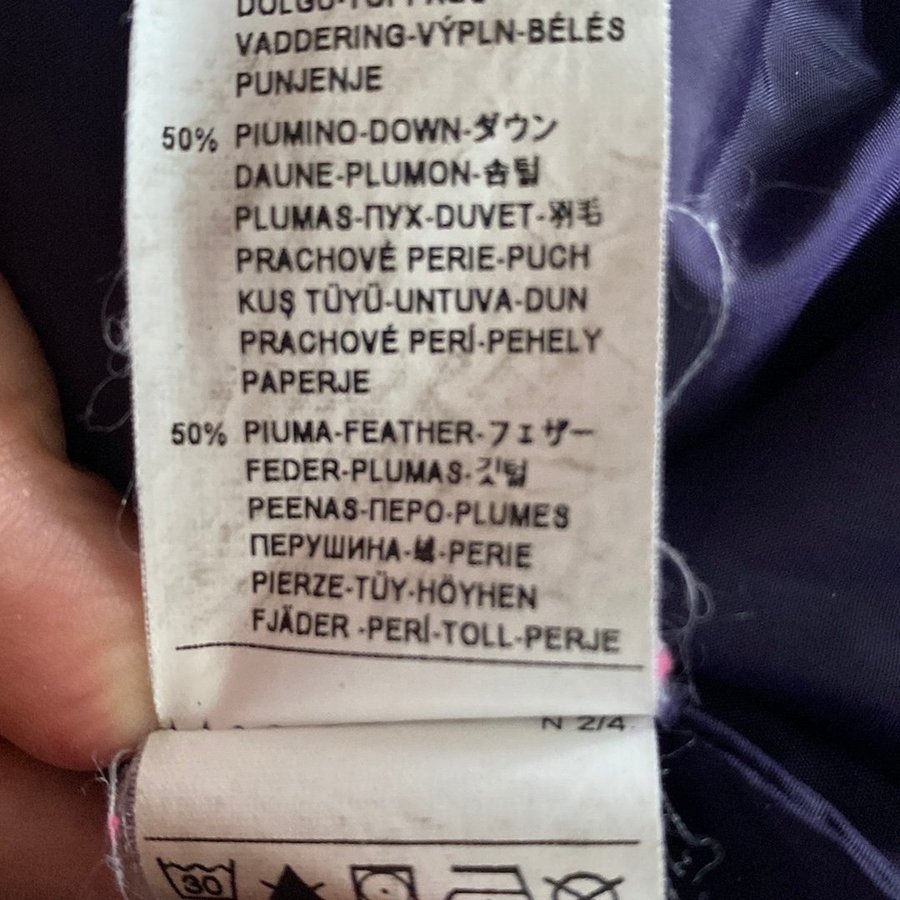 VADDERING-VÝPLN-BÉLÉS
PUNJENJE
50% PIUMINO-DOWN-ダウン
DAUNE-PLUMON-솜털
PLUMAS-ПУХ-DUVET-羽毛
PRACHOVÉ PERIE-PUCH
KUŞ TÜYÜ-UNTUVA-DUN
PRACHOVÉ PERÍ-PEHELY
PAPERJE
50% PIUMA-FEATHER-フェザー
FEDER-PLUMAS-깃털
PEENAS-ПЕРО-PLUMES
ПЕРУШИНА-絨-PERIE
PIERZE-TÜY-HÖYHEN
FJÄDER -PERÍ-TOLL-PERJE
N 2/4
30